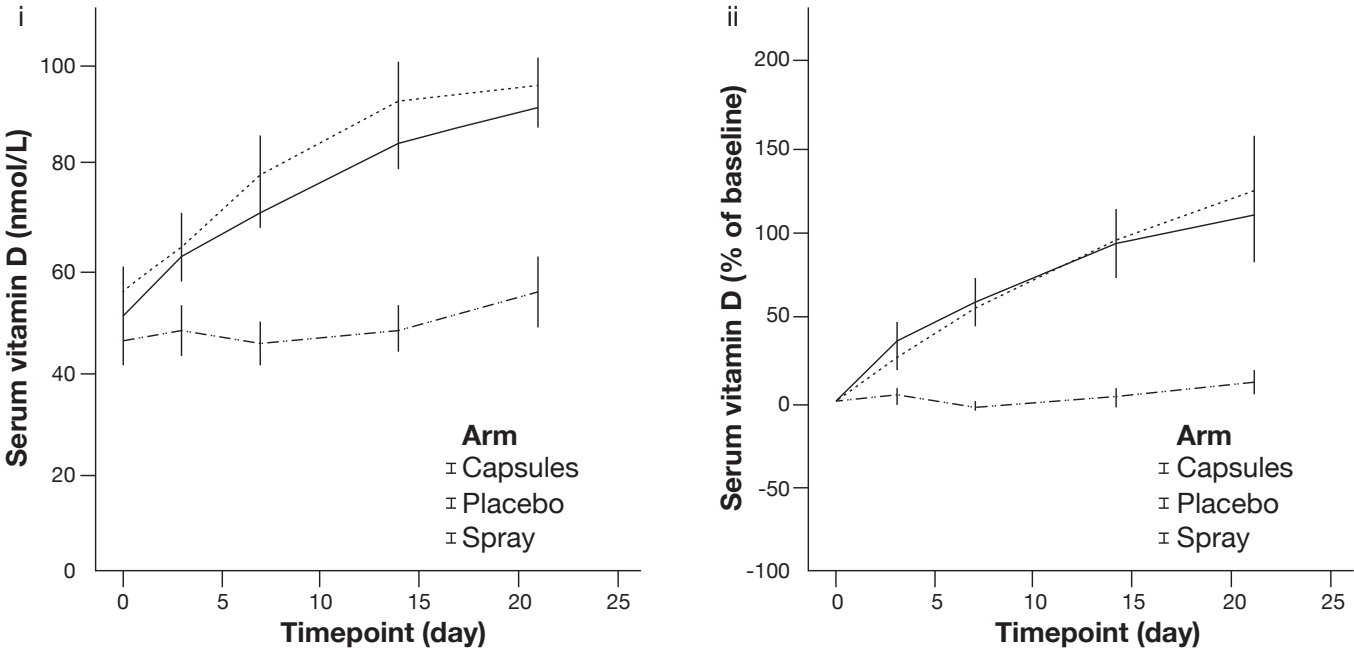 i
Serum vitamin D (nmol/L)
100
80
60
40
20
0
Arm
Capsules
Placebo
Spray
0 5 10 15 20 25
Timepoint (day)
ii
Serum vitamin D (% of baseline)
200
150
100
50
0
-50
-100
Arm
Capsules
Placebo
Spray
0 5 10 15 20 25
Timepoint (day)